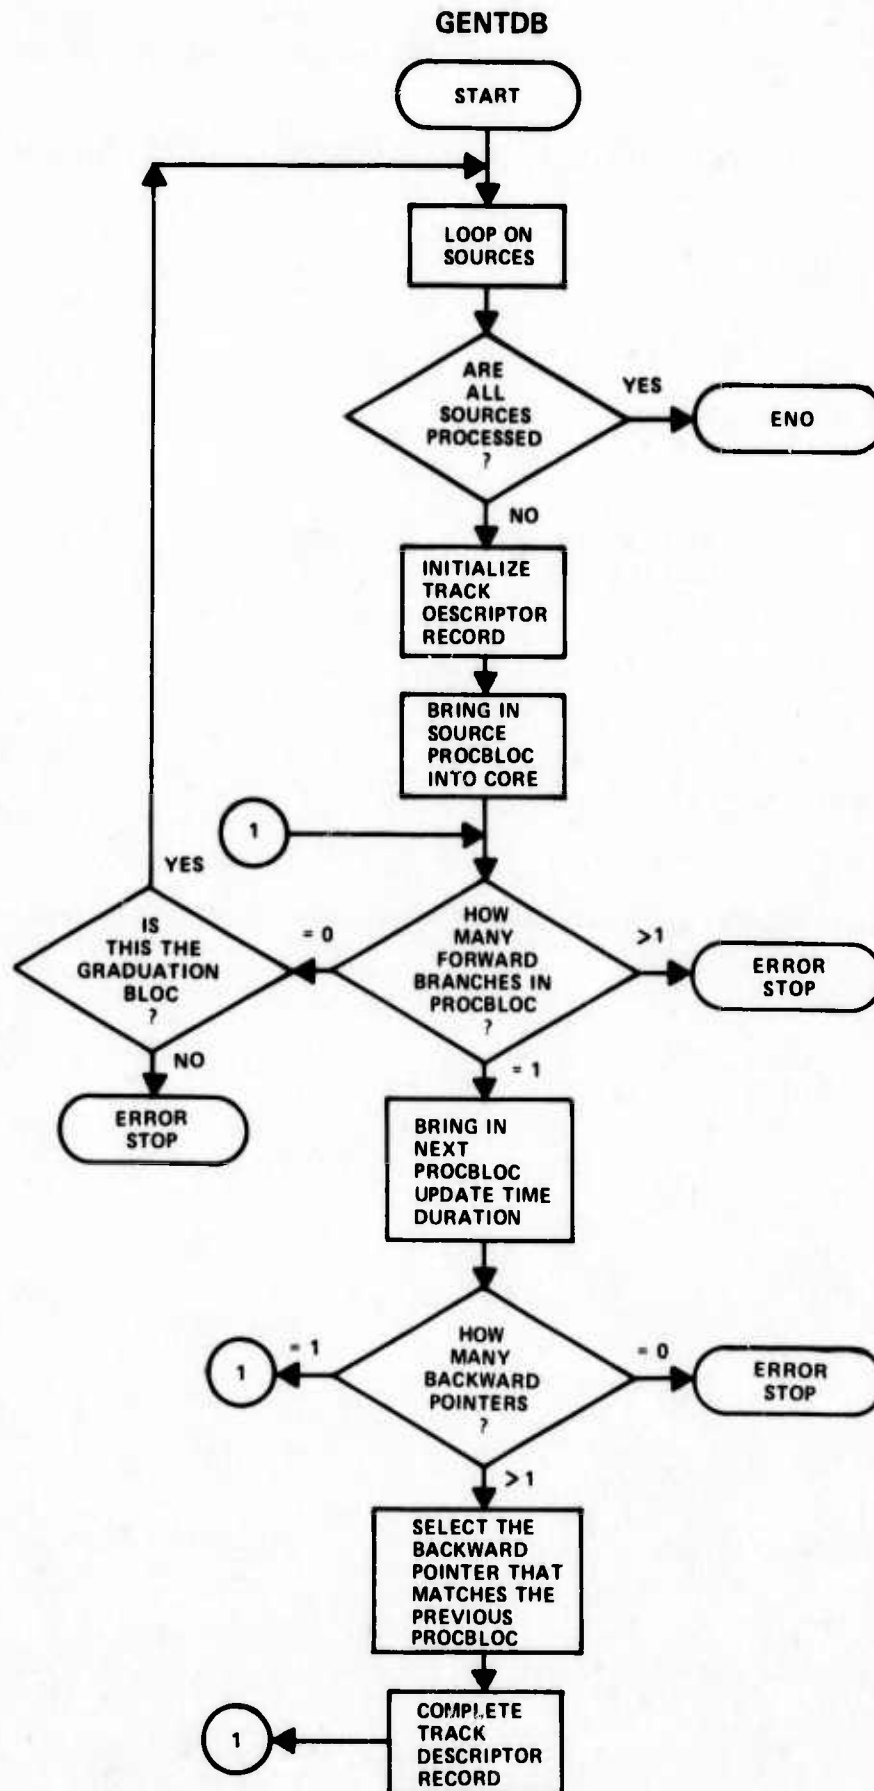 GENTDB
START
LOOP ON
SOURCES
ARE
ALL
SOURCES
PROCESSED
?
YES
ENO
NO
INITIALIZE
TRACK
OESCRIPTOR
RECORD
BRING IN
SOURCE
PROCBLOC
INTO CORE
1
YES
IS
THIS THE
GRADUATION
BLOC
?
= 0
HOW
MANY
FORWARD
BRANCHES IN
PROCBLOC
?
>1
ERROR
STOP
NO
ERROR
STOP
= 1
BRING IN
NEXT
PROCBLOC
UPDATE TIME
DURATION
1
= 1
HOW
MANY
BACKWARD
POINTERS
?
= 0
ERROR
STOP
>1
SELECT THE
BACKWARD
POINTER THAT
MATCHES THE
PREVIOUS
PROCBLOC
1
COMPLETE
TRACK
DESCRIPTOR
RECORD